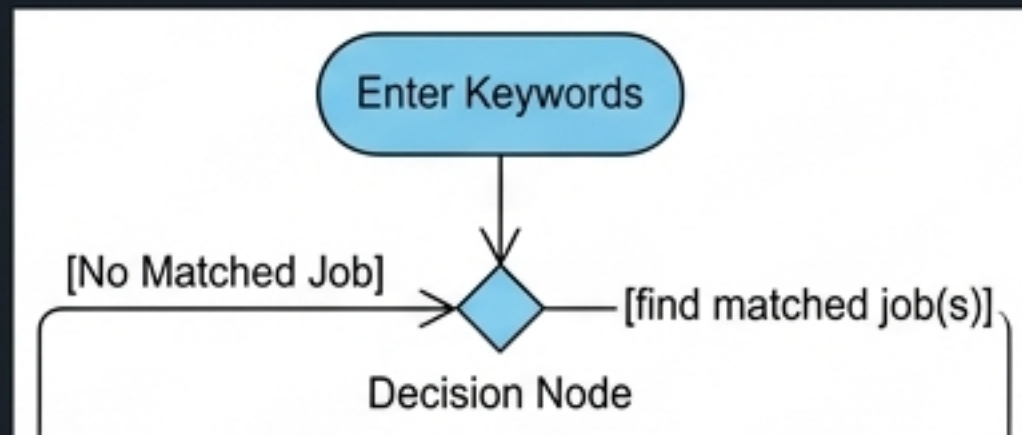 Enter Keywords
[No Matched Job]
[find matched job(s)]
Decision Node